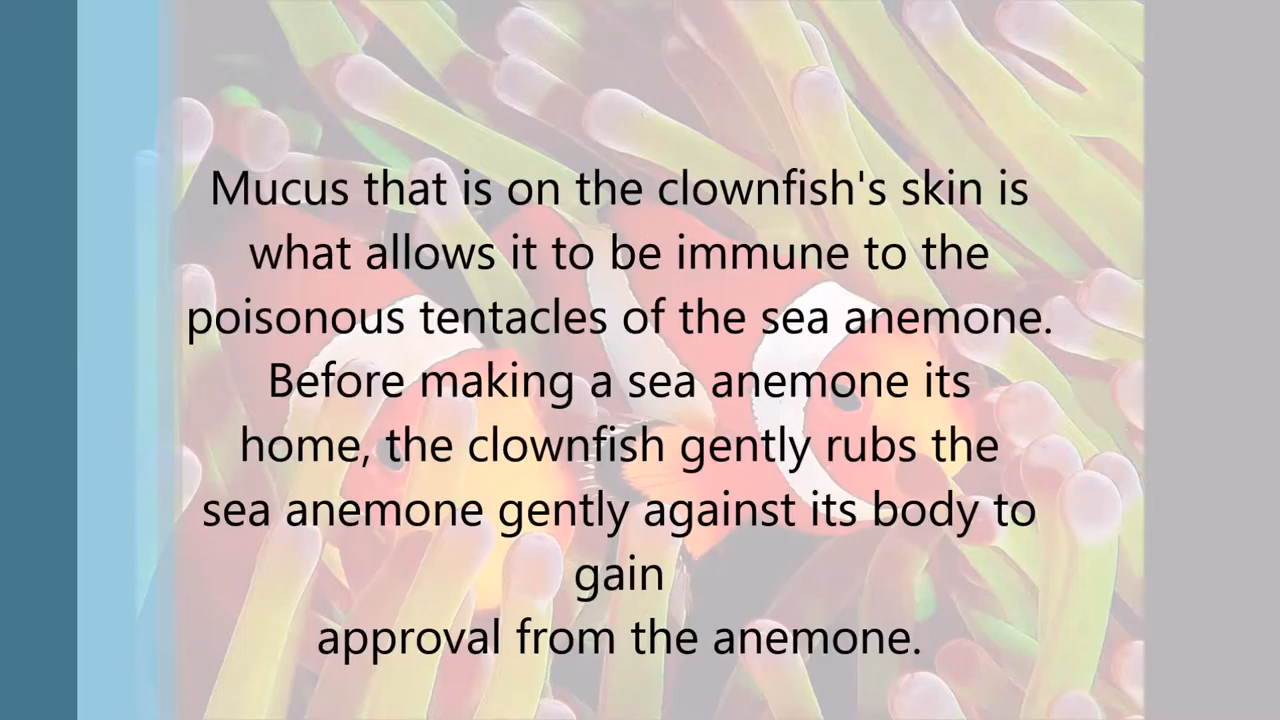 Mucus that is on the clownfish's skin is
what allows it to be immune to the
poisonous tentacles of the sea anemone.
Before making a sea anemone its
home, the clownfish gently rubs the
sea anemone gently against its body to
gain
approval from the anemone.